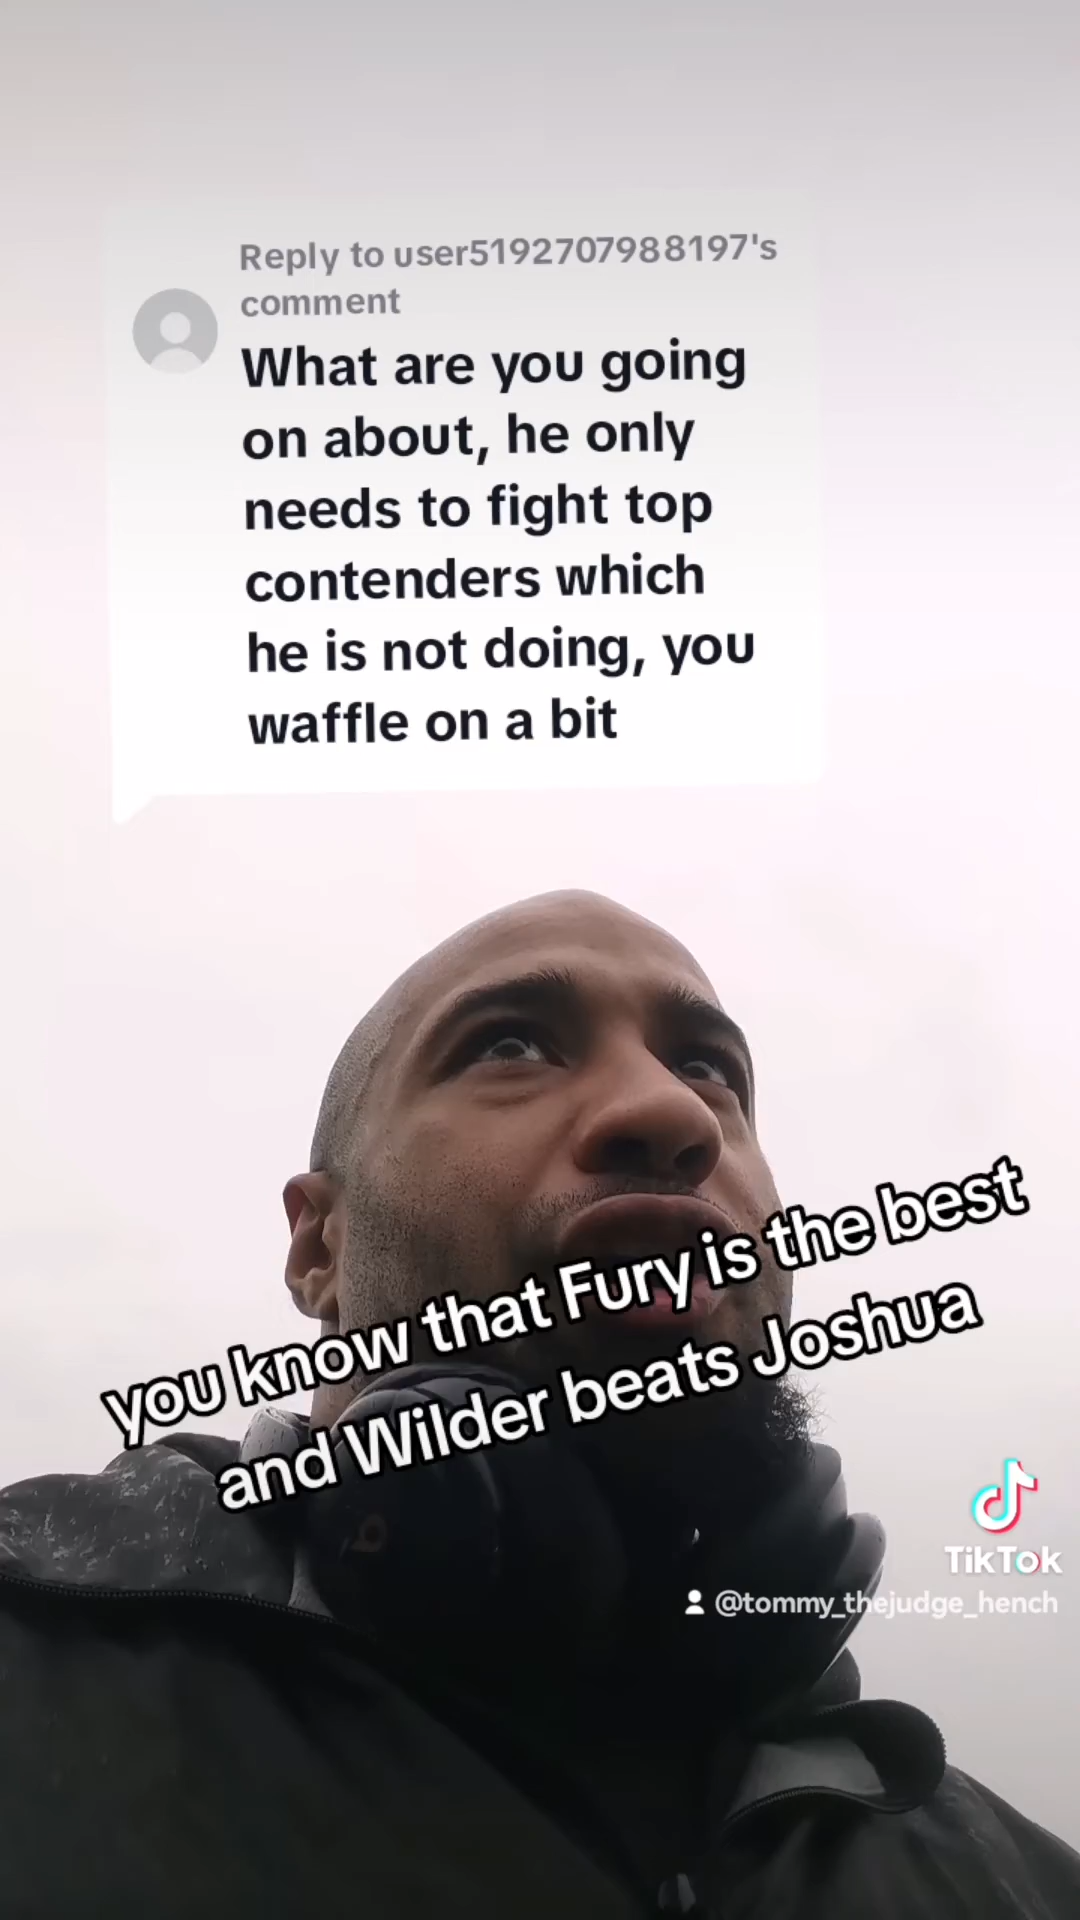 Reply to user5192707988197's
comment
What are you going
on about, he only
needs to fight top
contenders which
he is not doing, you
waffle on a bit
you know that Fury is the best
and Wilder beats Joshua
TikTok
@tommy_thejudge_hench